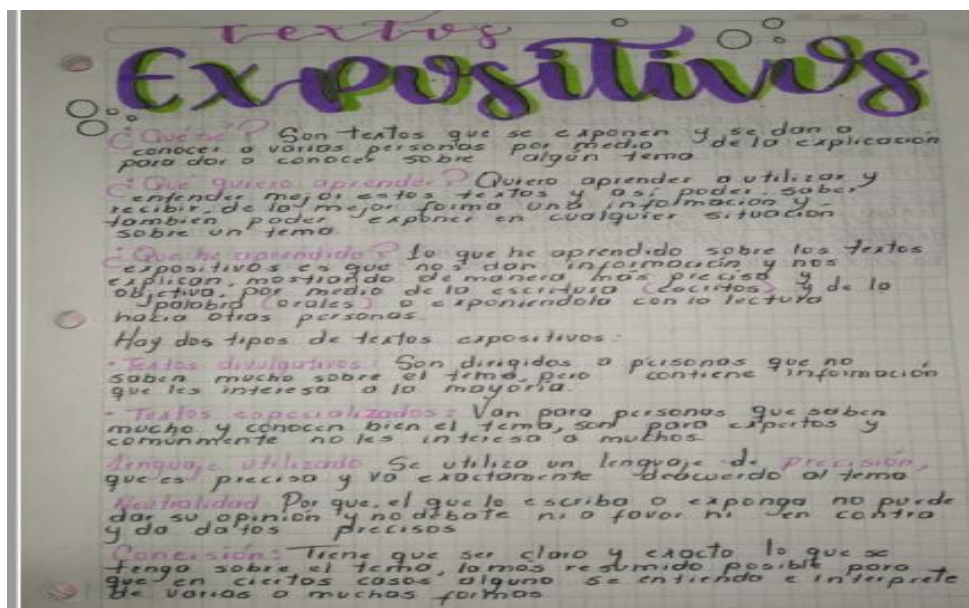 textos
Expositivos
¿Qué sé? Son textos que se exponen y se dan a
conocer a varias personas por medio de la explicación
para dar a conocer sobre algún tema
¿Qué quiero aprender? Quiero aprender a utilizar y
entender mejor estos textos y así poder saber
recibir de la mejor forma una información y
tambien poder exponer en cualquier situación
sobre un tema.
¿Que he aprendido? lo que he aprendido sobre los textos
expositivos es que nos dan información y nos
explican, mostrando de manera más precisa y
objetiva, por medio de la escritura (escritos) y de la
palabra (orales) o exponiendola con la lectura
hacia otras personas.
Hay dos tipos de textos expositivos:
• Textos divulgativos: Son dirigidos a personas que no
saben mucho sobre el tema, pero contiene información
que les interesa a la mayoría.
• Textos especializados: Van para personas que saben
mucho y conocen bien el tema, son para expertos y
comúnmente no les interesa a muchos
Lenguaje utilizado Se utiliza un lenguaje de precisión,
que es precisa y va exactamente deacuerdo al tema
Neutralidad Por que, el que lo escriba o exponga no puede
dar su opinión y no debate ni a favor ni en contra
y da datos precisos
Concisión: Tiene que ser claro y exacto lo que se
tenga sobre el tema, lo mas resumido posible para
que en ciertos casos alguno se entienda e interprete
de varias o muchas formas